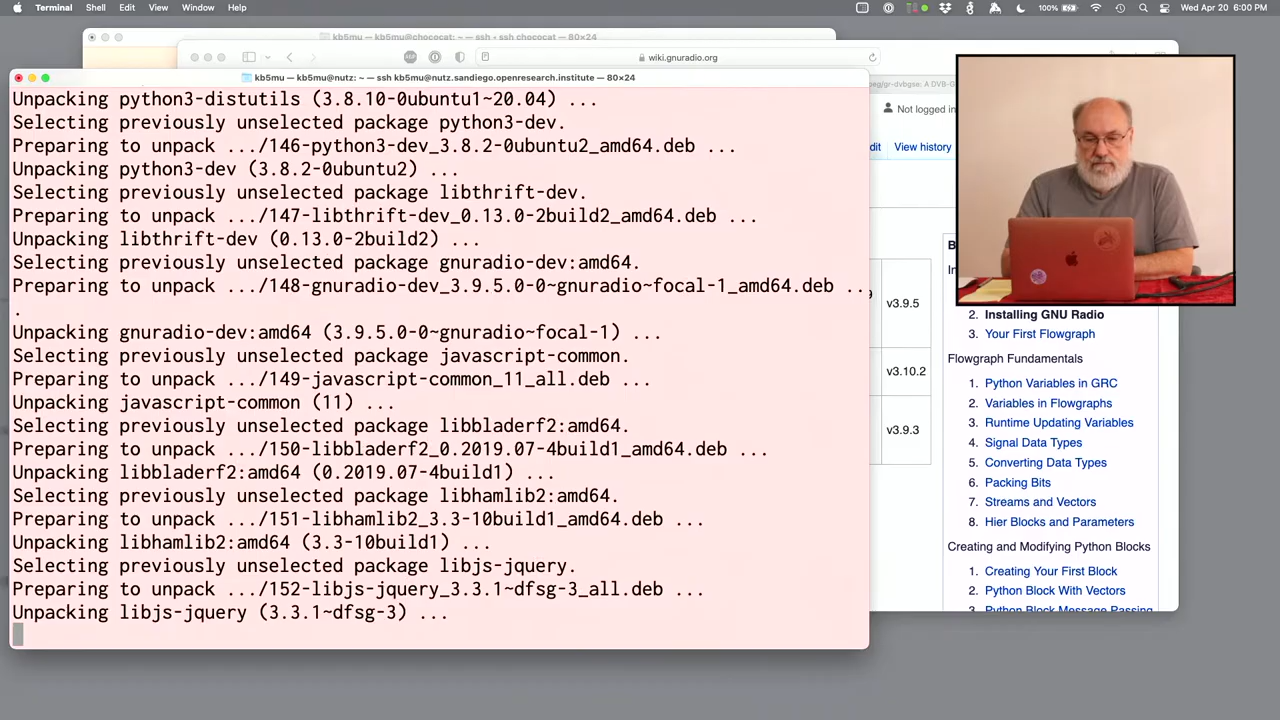 Terminal Shell Edit View Window Help
100% Wed Apr 20 6:00 PM
kb5mu — kb5mu@chococat: ~ — ssh • ssh chococat — 80×24
wiki.gnuradio.org
kb5mu — kb5mu@nutz: ~ — ssh kb5mu@nutz.sandiego.openresearch.institute — 80×24
Unpacking python3-distutils (3.8.10-0ubuntu1~20.04) ...
Selecting previously unselected package python3-dev.
Preparing to unpack .../146-python3-dev_3.8.2-0ubuntu2_amd64.deb ...
Unpacking python3-dev (3.8.2-0ubuntu2) ...
Selecting previously unselected package libthrift-dev.
Preparing to unpack .../147-libthrift-dev_0.13.0-2build2_amd64.deb ...
Unpacking libthrift-dev (0.13.0-2build2) ...
Selecting previously unselected package gnuradio-dev:amd64.
Preparing to unpack .../148-gnuradio-dev_3.9.5.0-0~gnuradio~focal-1_amd64.deb ..
.
Unpacking gnuradio-dev:amd64 (3.9.5.0-0~gnuradio~focal-1) ...
Selecting previously unselected package javascript-common.
Preparing to unpack .../149-javascript-common_11_all.deb ...
Unpacking javascript-common (11) ...
Selecting previously unselected package libbladerf2:amd64.
Preparing to unpack .../150-libbladerf2_0.2019.07-4build1_amd64.deb ...
Unpacking libbladerf2:amd64 (0.2019.07-4build1) ...
Selecting previously unselected package libhamlib2:amd64.
Preparing to unpack .../151-libhamlib2_3.3-10build1_amd64.deb ...
Unpacking libhamlib2:amd64 (3.3-10build1) ...
Selecting previously unselected package libjs-jquery.
Preparing to unpack .../152-libjs-jquery_3.3.1~dfsg-3_all.deb ...
Unpacking libjs-jquery (3.3.1~dfsg-3) ...
Not logged in
dit View history
v3.9.5
v3.10.2
v3.9.3
B
In
2. Installing GNU Radio
3. Your First Flowgraph
Flowgraph Fundamentals
1. Python Variables in GRC
2. Variables in Flowgraphs
3. Runtime Updating Variables
4. Signal Data Types
5. Converting Data Types
6. Packing Bits
7. Streams and Vectors
8. Hier Blocks and Parameters
Creating and Modifying Python Blocks
1. Creating Your First Block
2. Python Block With Vectors
3. Python Block Message Passing